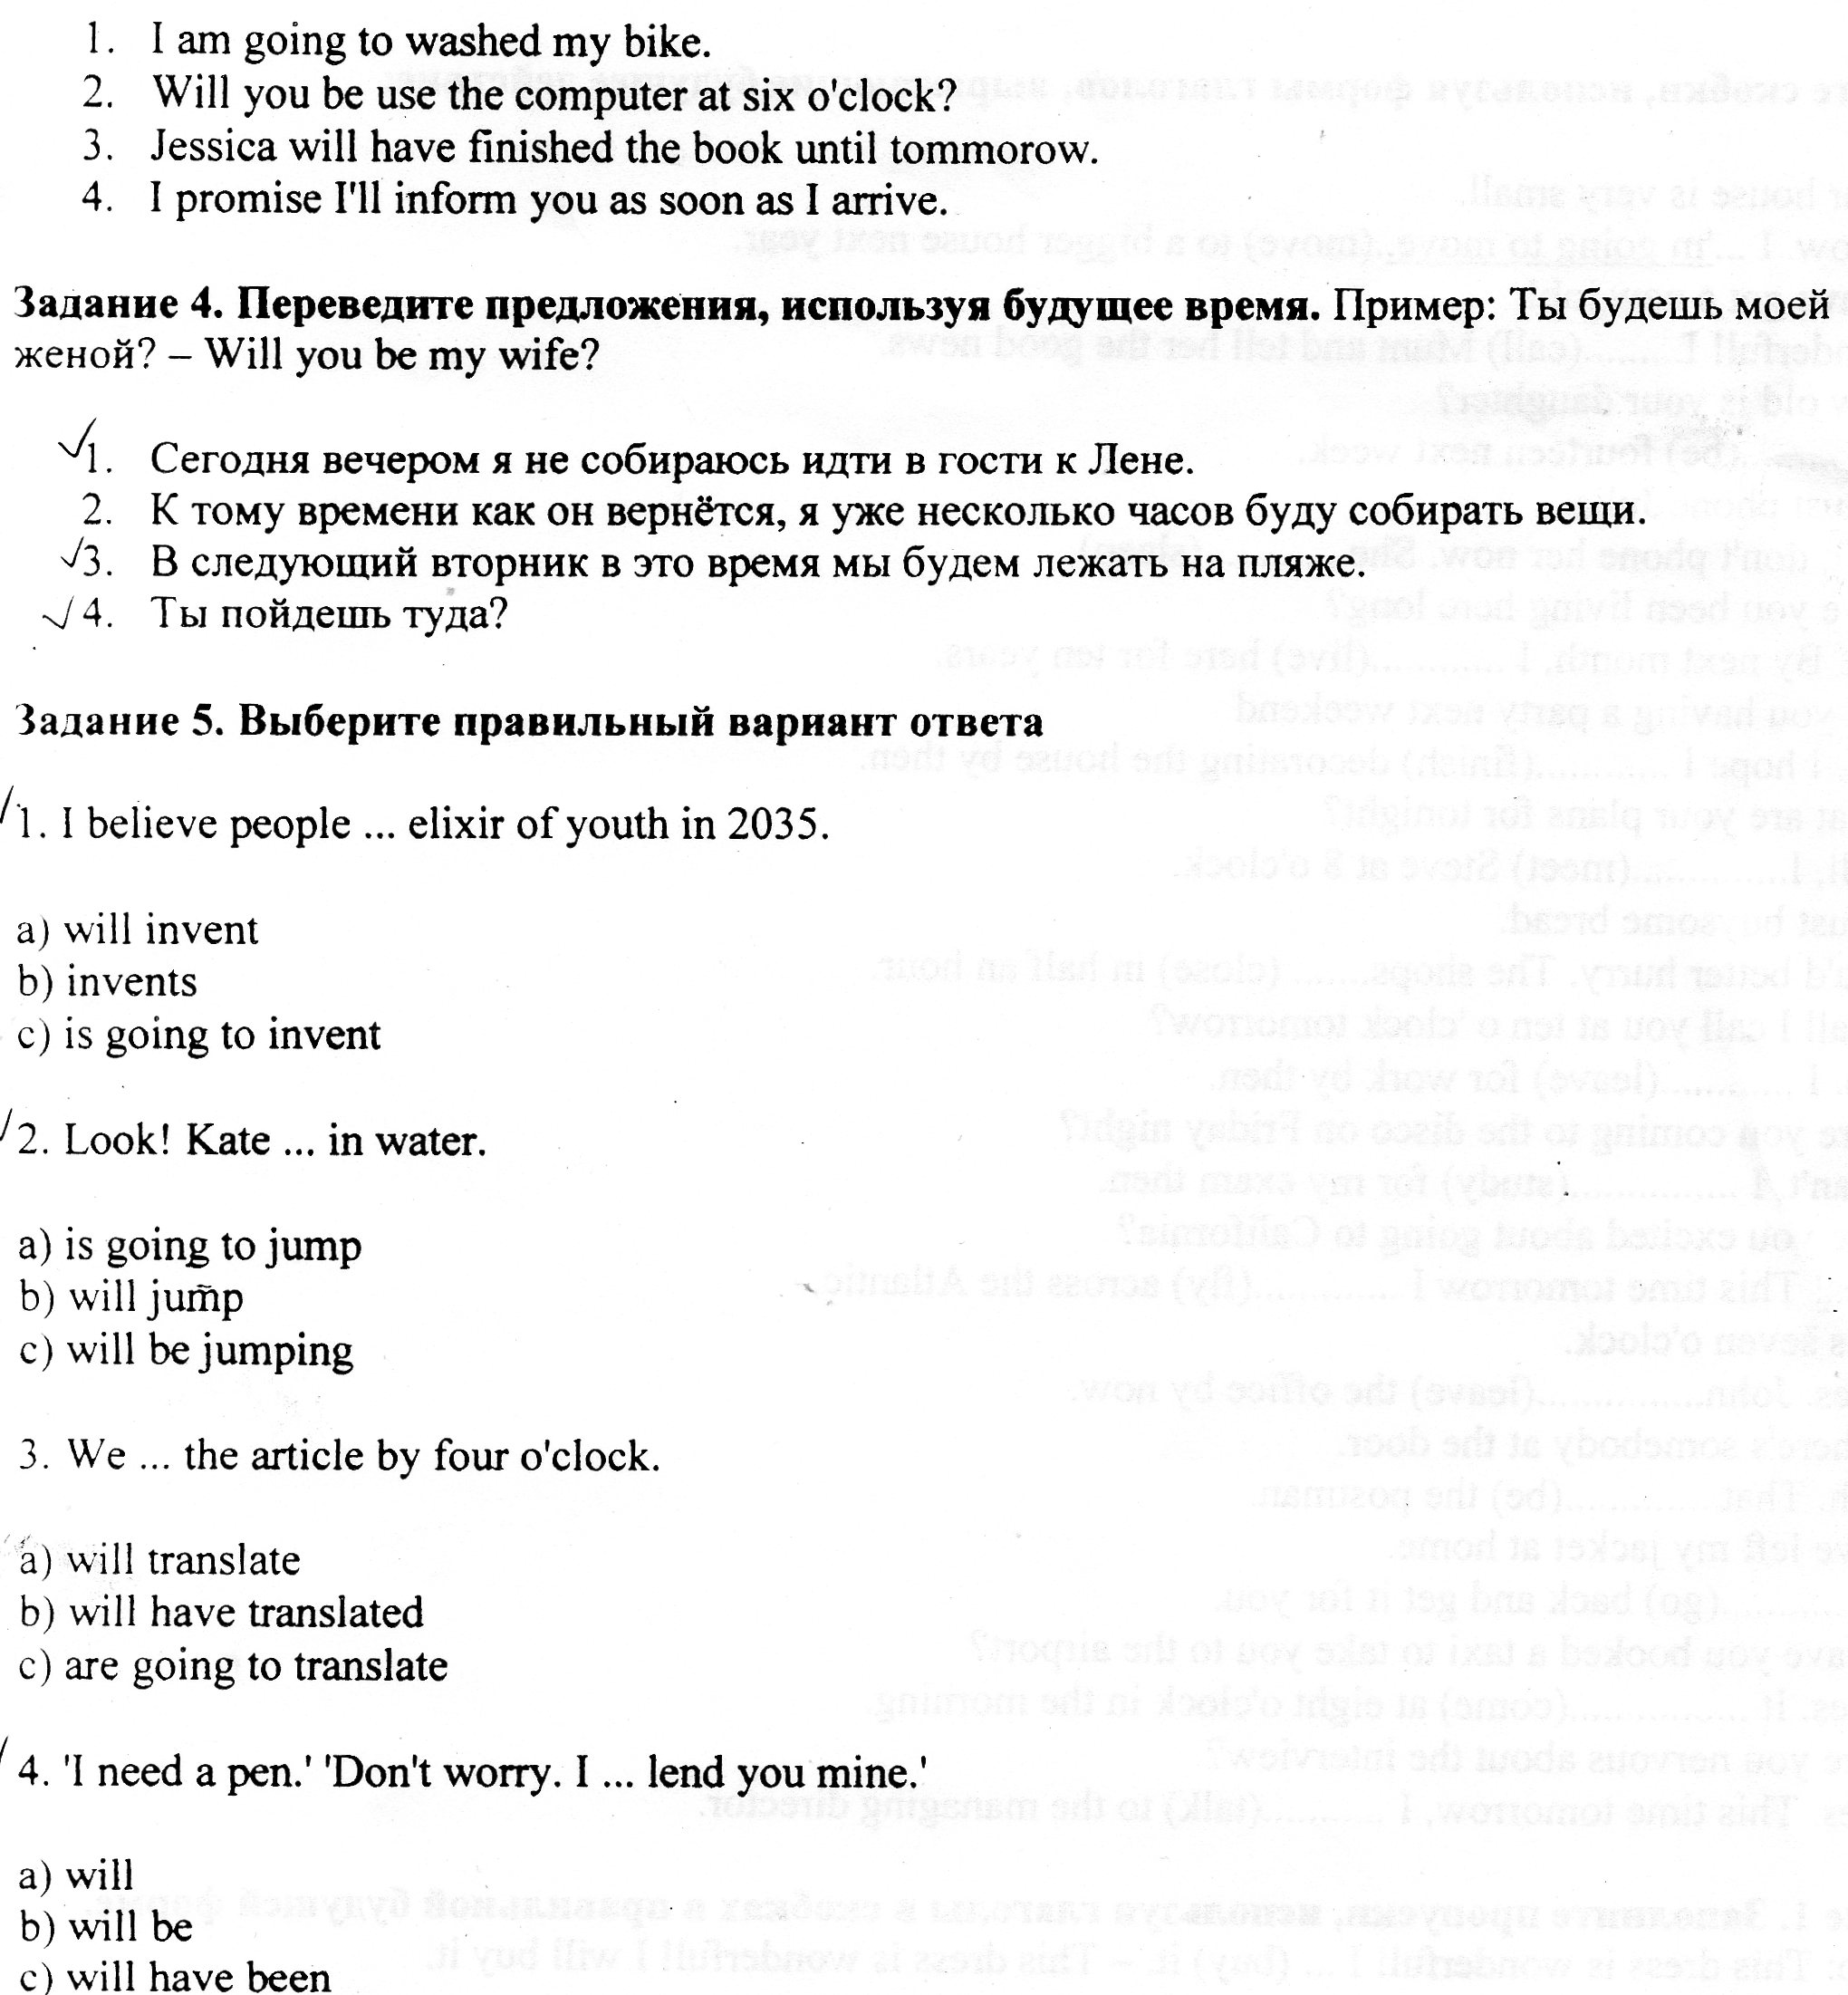 1. I am going to washed my bike.
2. Will you be use the computer at six o'clock?
3. Jessica will have finished the book until tommorow.
4. I promise I'll inform you as soon as I arrive.
Задание 4. Переведите предложения, используя будущее время. Пример: Ты будешь моей
женой? – Will you be my wife?
1. Сегодня вечером я не собираюсь идти в гости к Лене.
2. К тому времени как он вернётся, я уже несколько часов буду собирать вещи.
3. В следующий вторник в это время мы будем лежать на пляже.
4. Ты пойдешь туда?
Задание 5. Выберите правильный вариант ответа
1. I believe people ... elixir of youth in 2035.
a) will invent
b) invents
c) is going to invent
2. Look! Kate ... in water.
a) is going to jump
b) will jump
c) will be jumping
3. We ... the article by four o'clock.
a) will translate
b) will have translated
c) are going to translate
4. 'I need a pen.' 'Don't worry. I ... lend you mine.'
a) will
b) will be
c) will have been